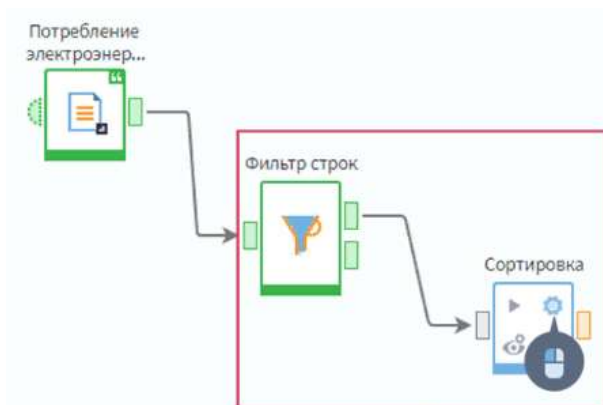 Потребление
электроэнер...
Фильтр строк
Сортировка